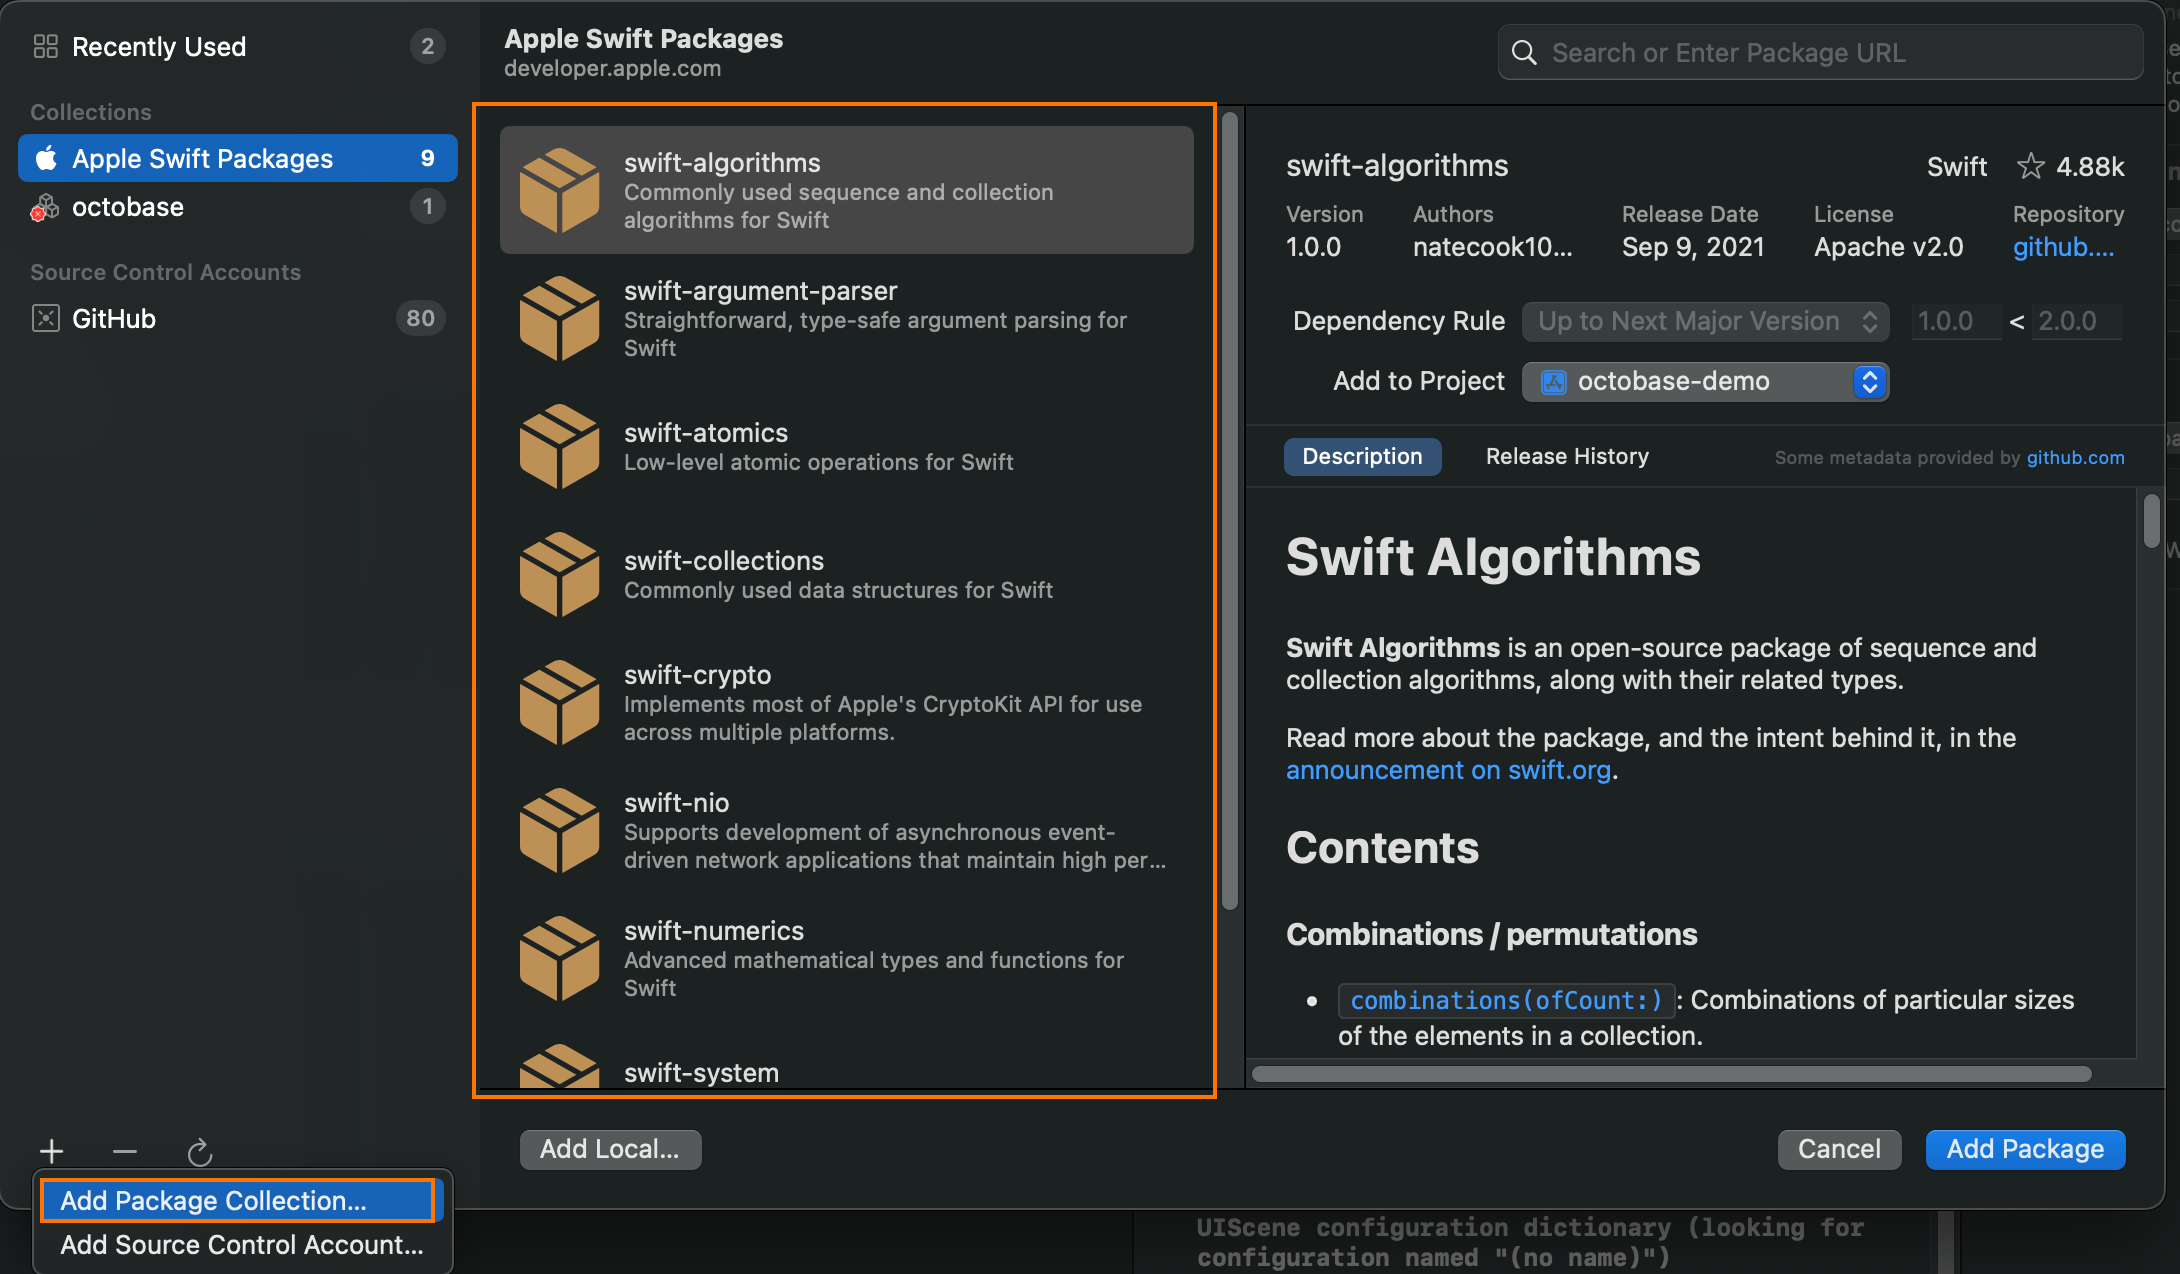 Recently Used 2
Collections
Apple Swift Packages 9
octobase 1
Source Control Accounts
GitHub 80
Add Package Collection...
Add Source Control Account...
Apple Swift Packages
developer.apple.com
Search or Enter Package URL
swift-algorithms
Commonly used sequence and collection
algorithms for Swift
swift-argument-parser
Straightforward, type-safe argument parsing for
Swift
swift-atomics
Low-level atomic operations for Swift
swift-collections
Commonly used data structures for Swift
swift-crypto
Implements most of Apple's CryptoKit API for use
across multiple platforms.
swift-nio
Supports development of asynchronous event-
driven network applications that maintain high per...
swift-numerics
Advanced mathematical types and functions for
Swift
swift-system
Add Local...
swift-algorithms Swift 4.88k
Version Authors Release Date License Repository
1.0.0 natecook10... Sep 9, 2021 Apache v2.0 github....
Dependency Rule Up to Next Major Version 1.0.0 < 2.0.0
Add to Project octobase-demo
Description Release History Some metadata provided by github.com
Swift Algorithms
Swift Algorithms is an open-source package of sequence and
collection algorithms, along with their related types.
Read more about the package, and the intent behind it, in the
announcement on swift.org.
Contents
Combinations / permutations
• combinations(ofCount:) : Combinations of particular sizes
of the elements in a collection.
Cancel Add Package
UIScene configuration dictionary (looking for
configuration named "(no name)")